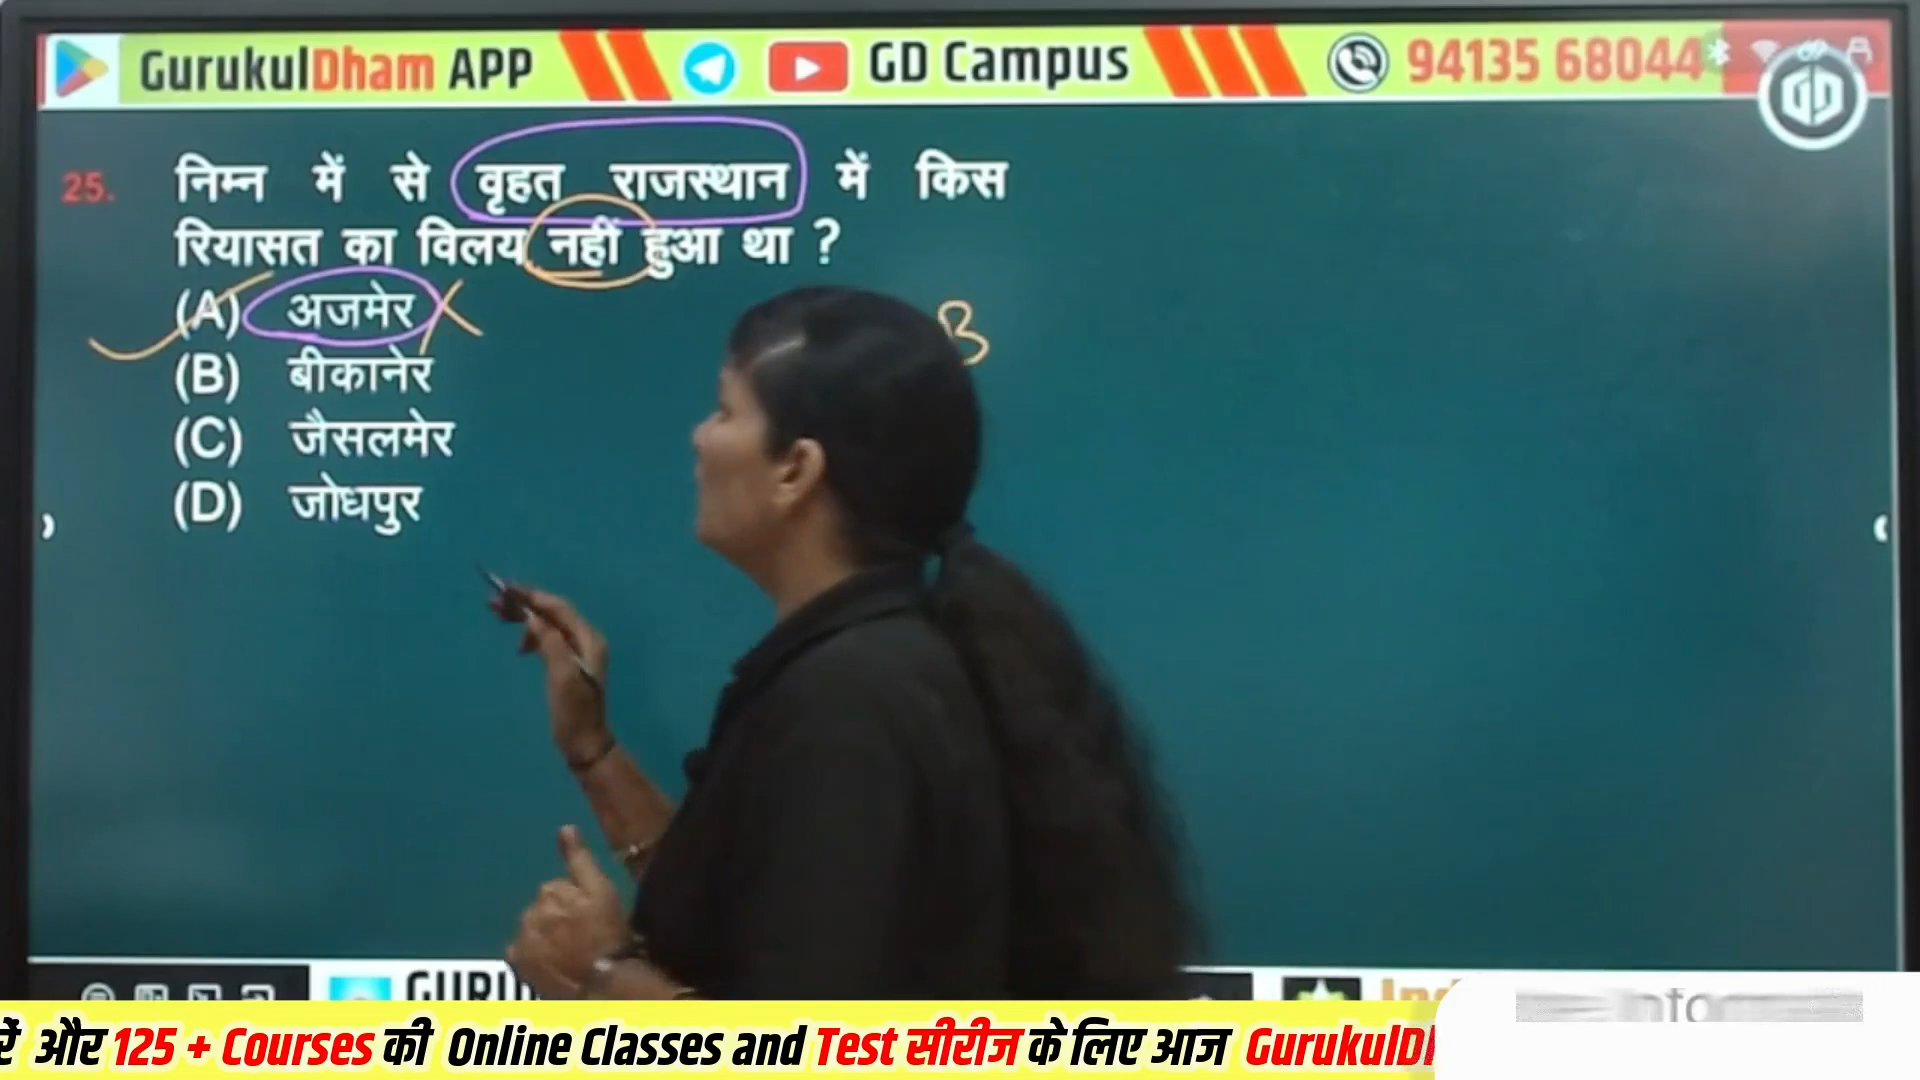 GurukulDham APP GD Campus 94135 68044
25. निम्न में से वृहत राजस्थान में किस
रियासत का विलय नहीं हुआ था ?
(A) अजमेर
(B) बीकानेर
(C) जैसलमेर
(D) जोधपुर
B
GURU
और 125 + Courses की Online Classes and Test सीरीज के लिए आज GurukulD